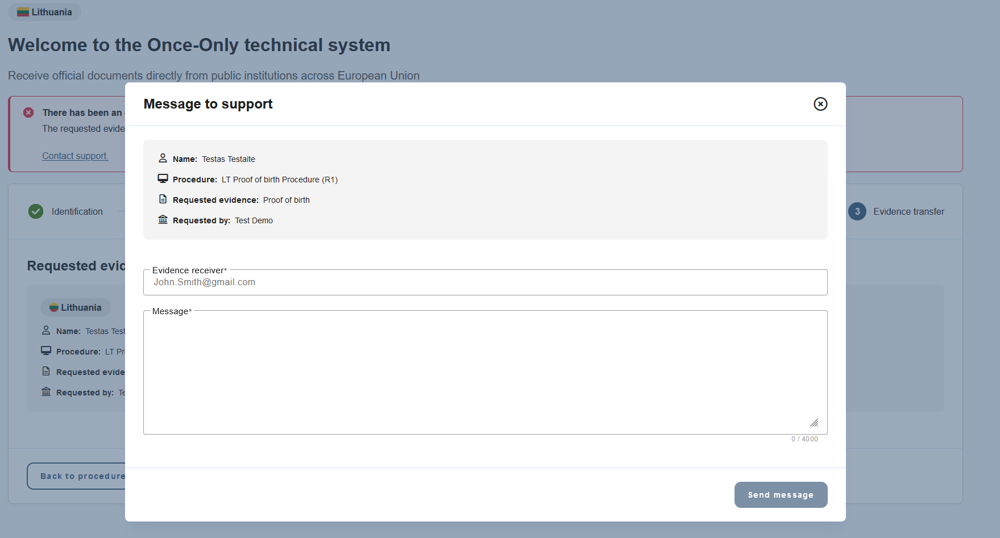 Lithuania
Welcome to the Once-Only technical system
Receive official documents directly from public institutions across European Union
There has been an
The requested evide
Contact support.
Identification
3 Evidence transfer
Requested evid
Lithuania
Name: Testas Test
Procedure: LT Pr
Requested evide
Requested by: Te
Back to procedure
Message to support
Name: Testas Testaite
Procedure: LT Proof of birth Procedure (R1)
Requested evidence: Proof of birth
Requested by: Test Demo
Evidence receiver*
John.Smith@gmail.com
Message*
0 / 4000
Send message